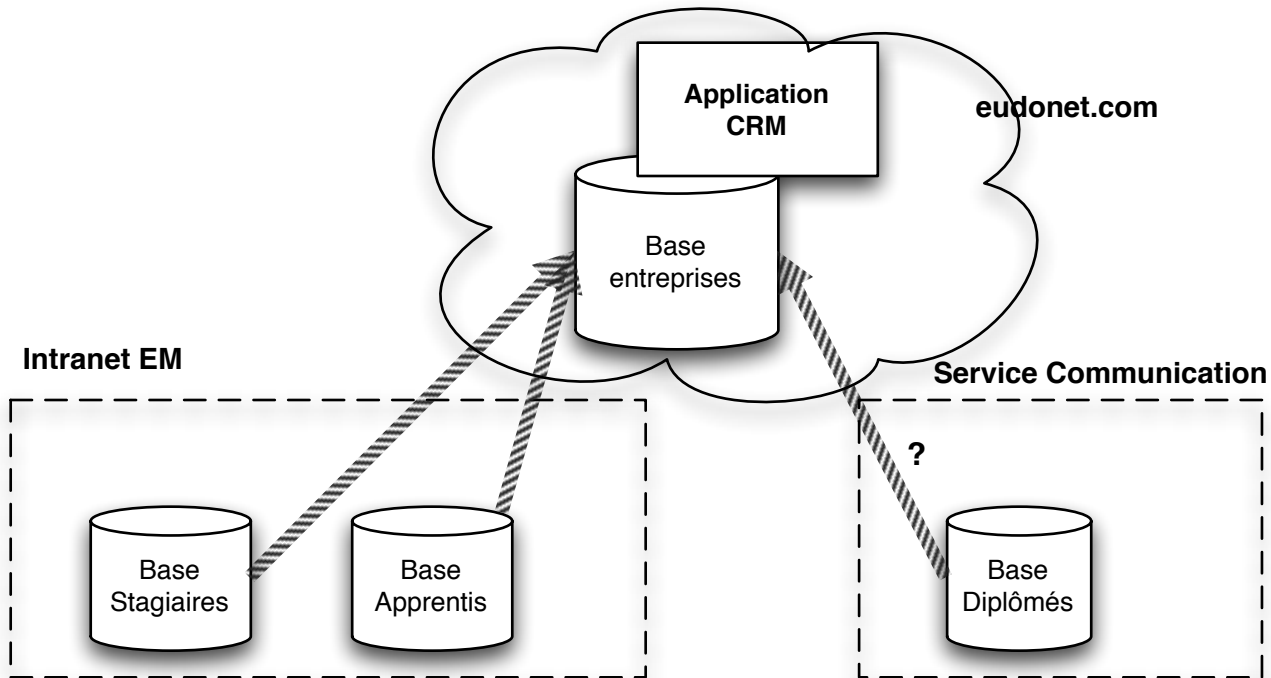 Application
CRM
eudonet.com
Base
entreprises
Intranet EM
Service Communication
?
Base
Stagiaires
Base
Apprentis
Base
Diplômés